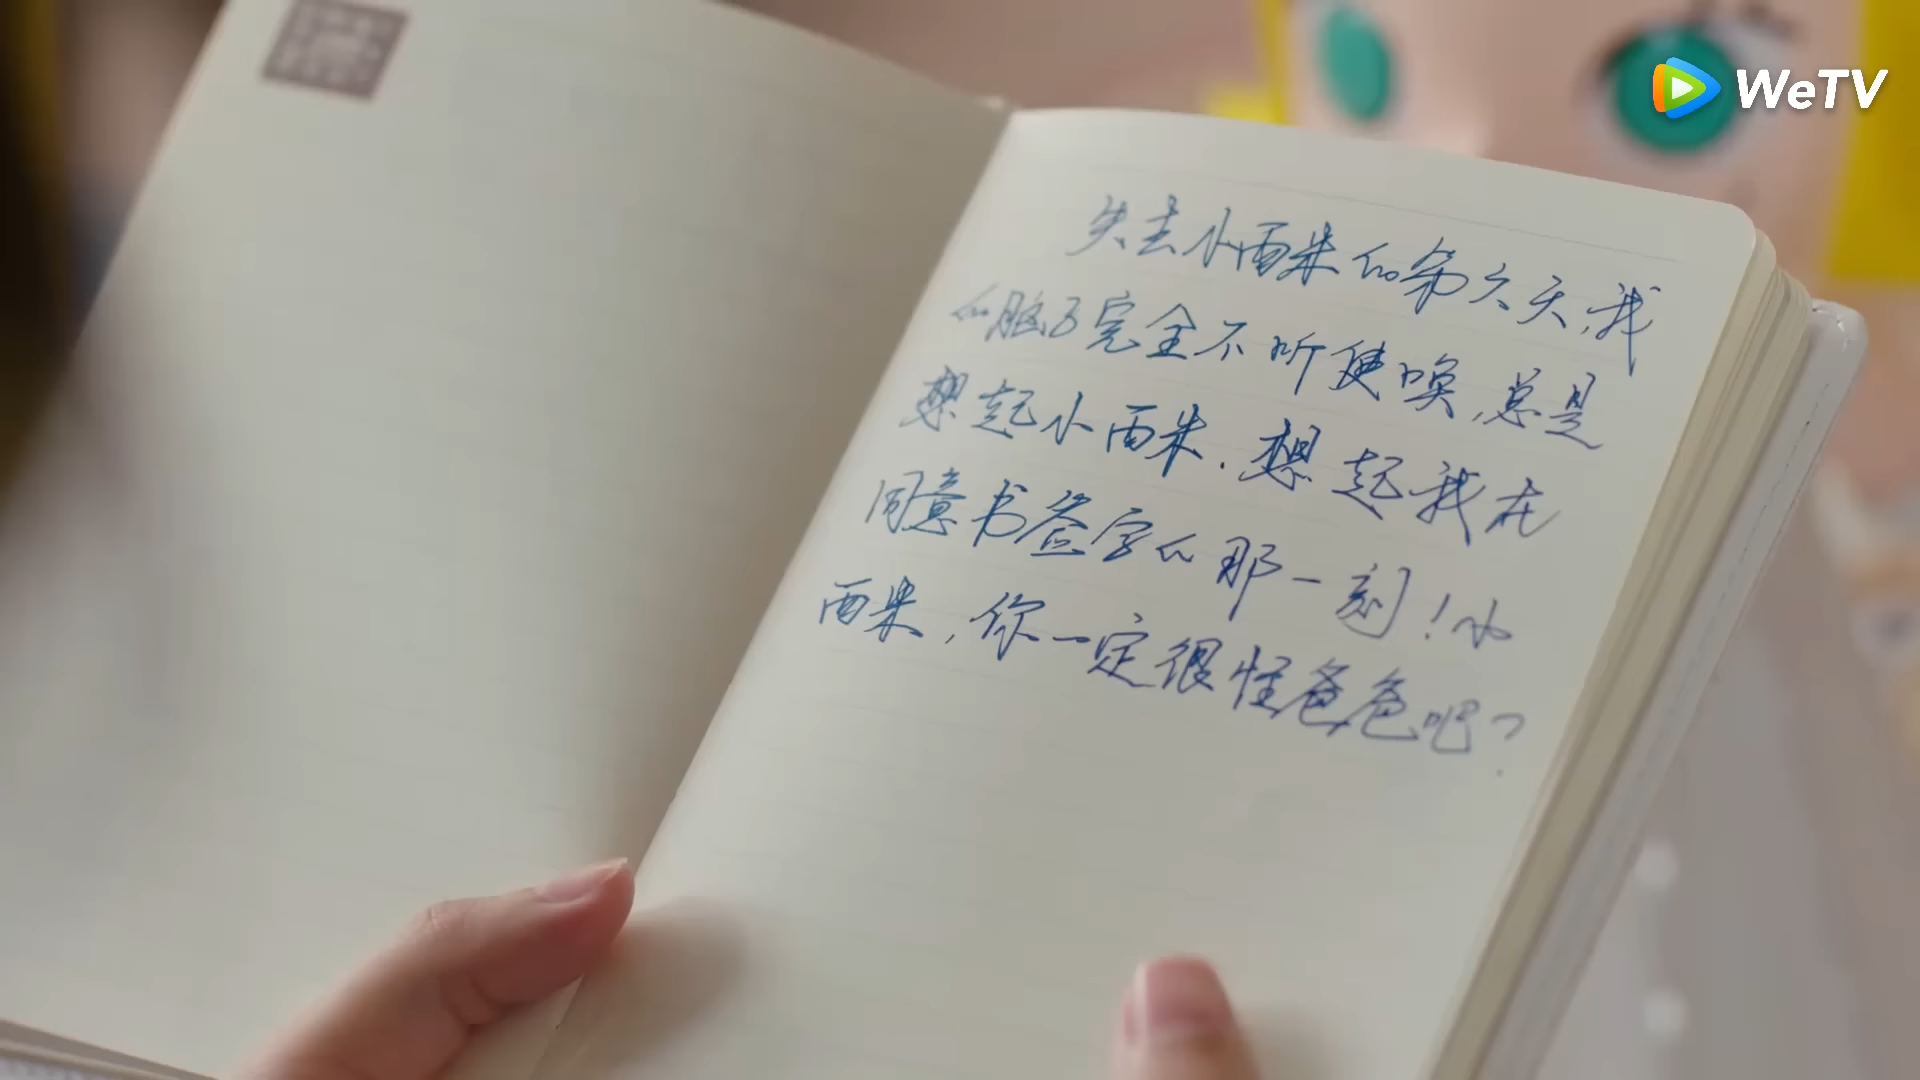 WeTV
失去小西米的第六天,我
的脑子完全不听使唤,总是
想起小西米.想起我在
同意书签字的那一刻!小
西米,你一定很怪爸爸吧?